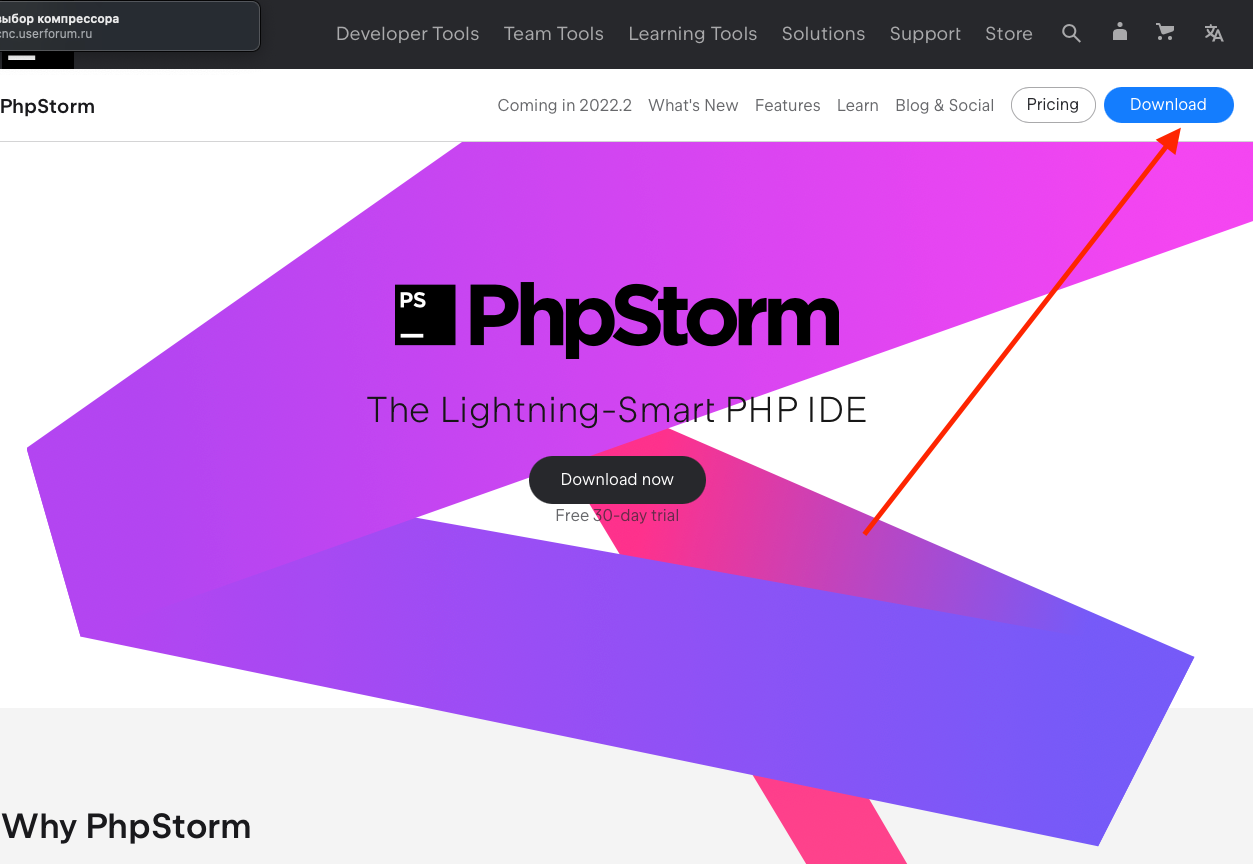 выбор компрессора
cnc.userforum.ru
Developer Tools Team Tools Learning Tools Solutions Support Store
PhpStorm
Coming in 2022.2 What's New Features Learn Blog & Social Pricing Download
PS
PhpStorm
The Lightning-Smart PHP IDE
Download now
Free 30-day trial
Why PhpStorm